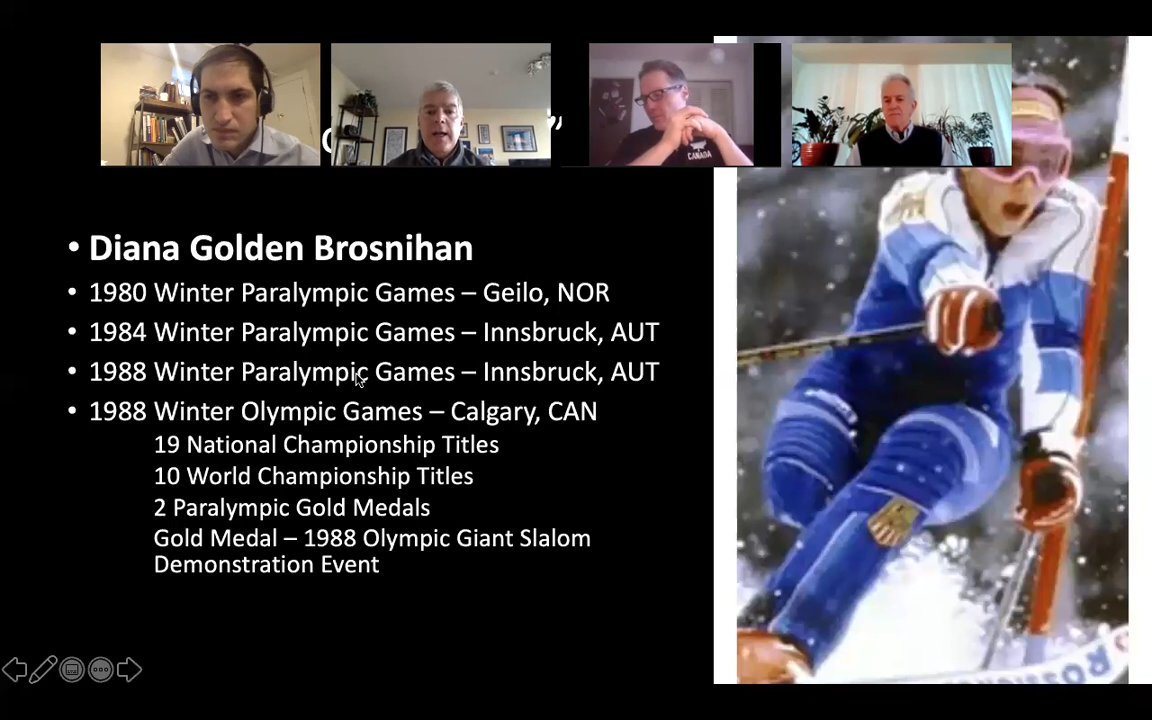 ”
CANADA
• Diana Golden Brosnihan
• 1980 Winter Paralympic Games – Geilo, NOR
• 1984 Winter Paralympic Games – Innsbruck, AUT
• 1988 Winter Paralympic Games – Innsbruck, AUT
• 1988 Winter Olympic Games – Calgary, CAN
19 National Championship Titles
10 World Championship Titles
2 Paralympic Gold Medals
Gold Medal – 1988 Olympic Giant Slalom
Demonstration Event